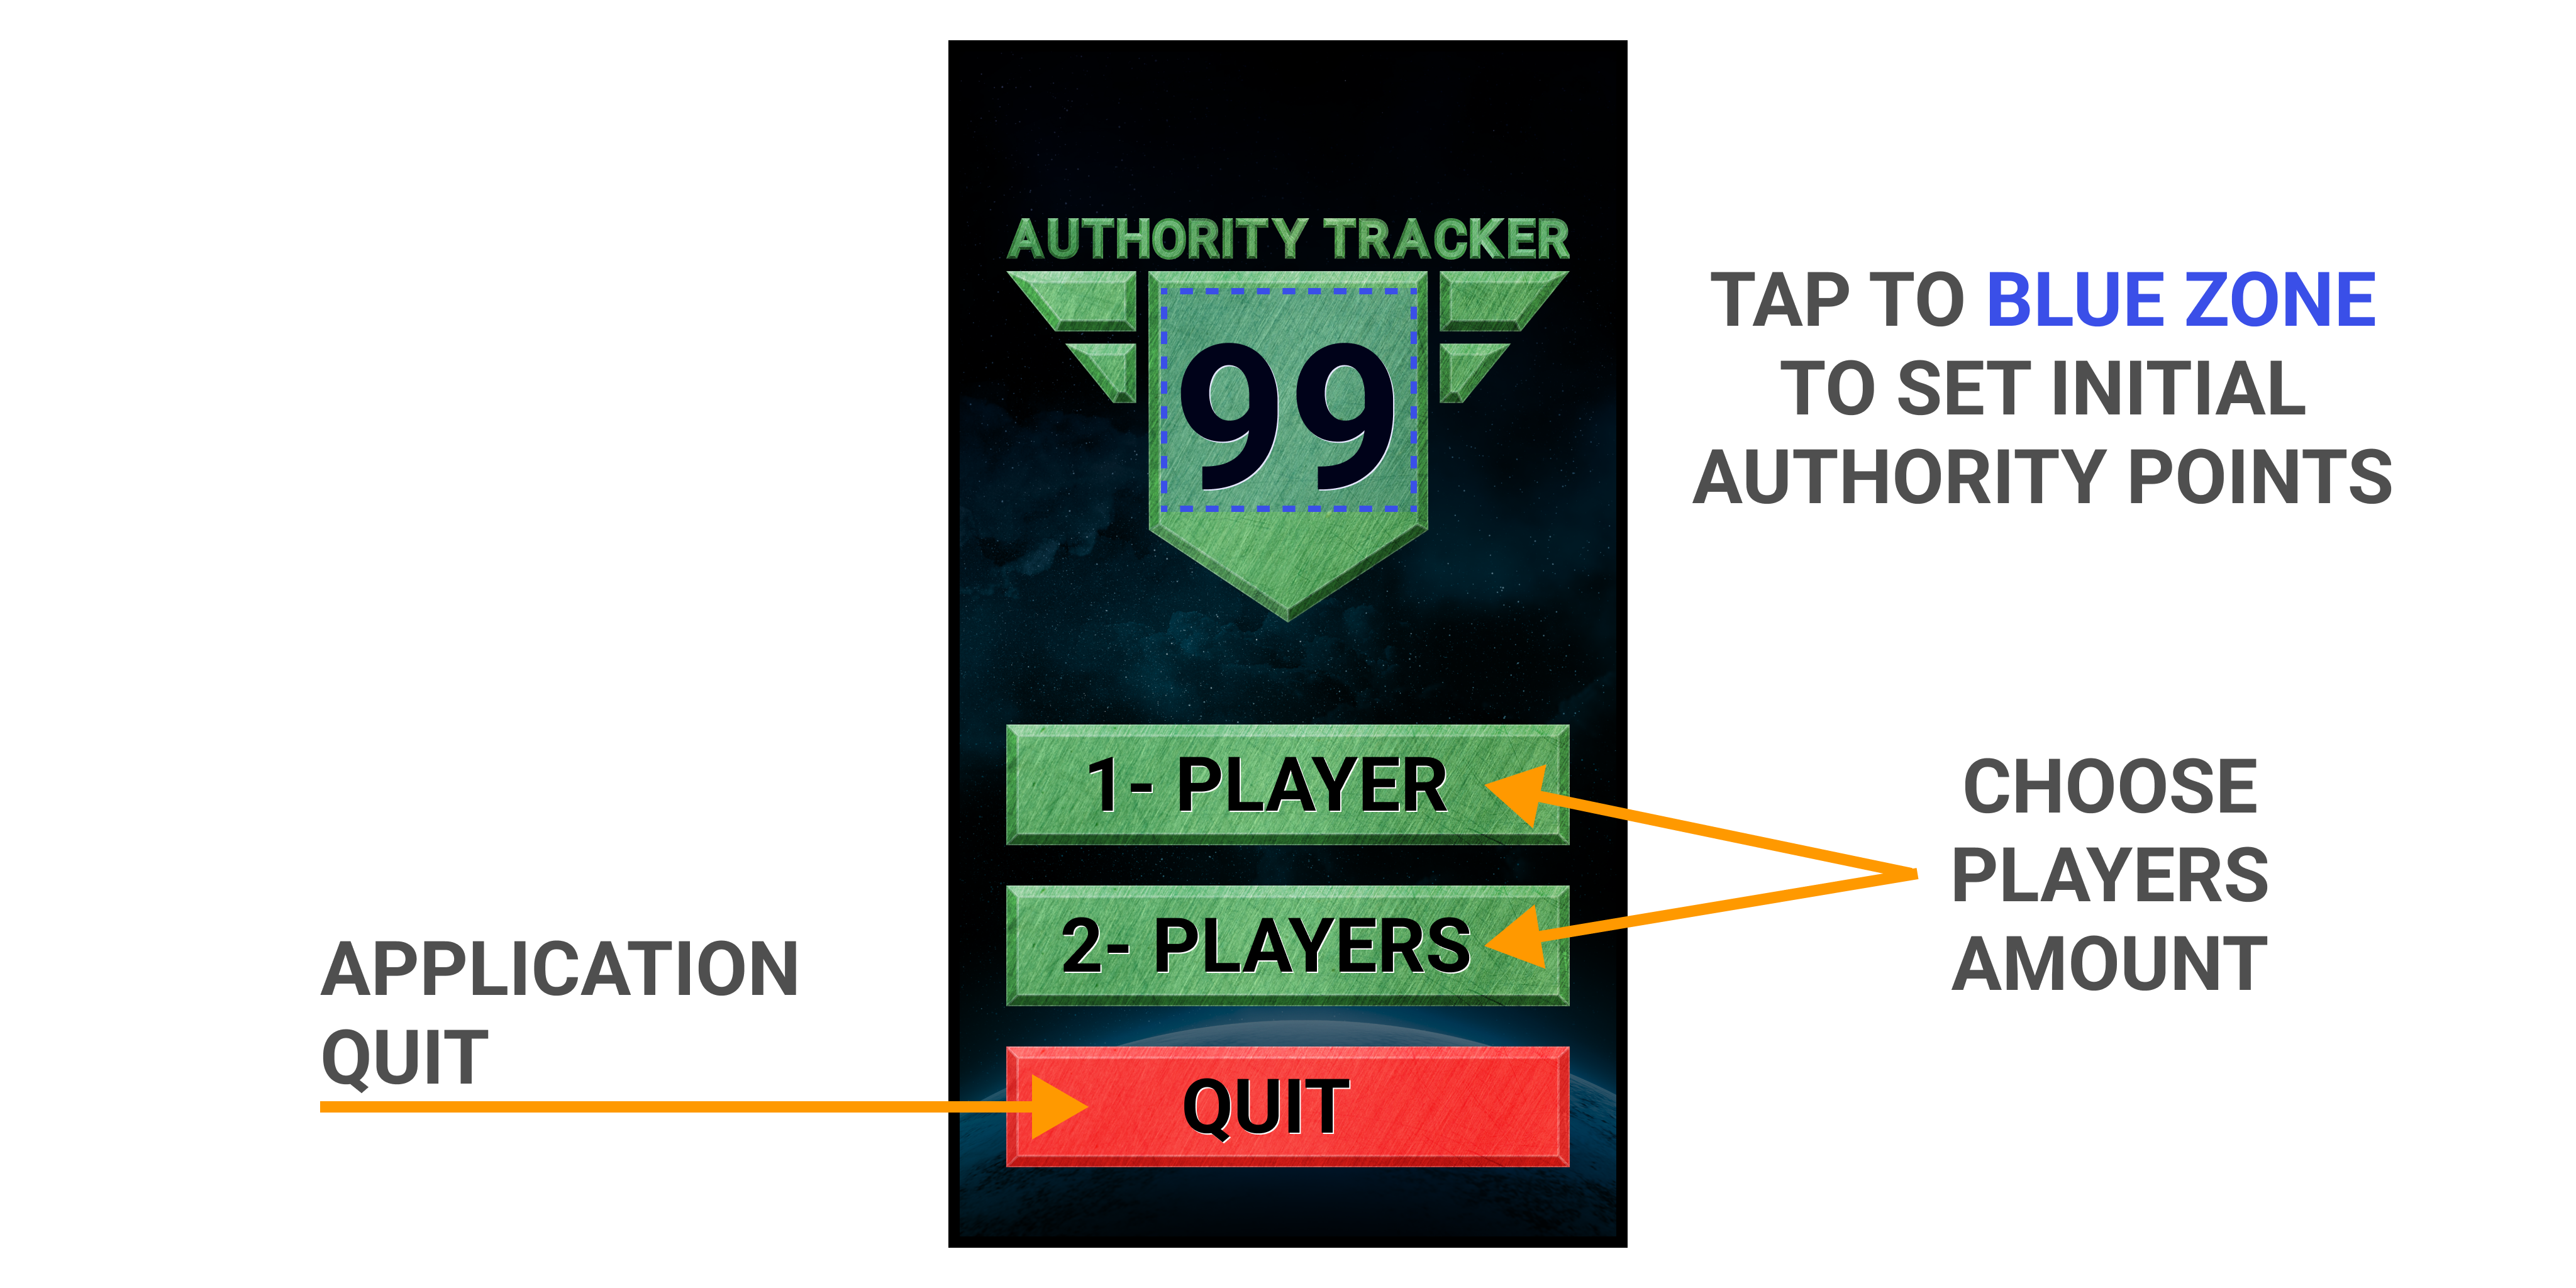 AUTHORITY TRACKER
99
TAP TO BLUE ZONE
TO SET INITIAL
AUTHORITY POINTS
1- PLAYER
2- PLAYERS
QUIT
CHOOSE
PLAYERS
AMOUNT
APPLICATION
QUIT